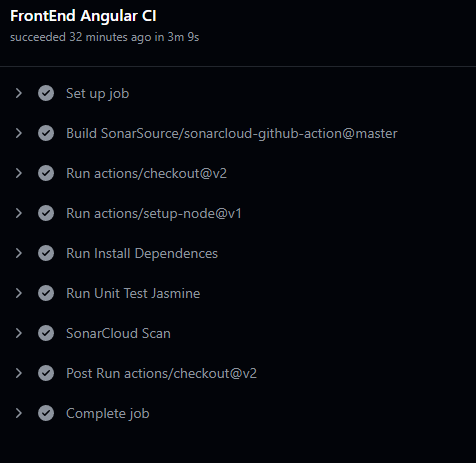 FrontEnd Angular CI
succeeded 32 minutes ago in 3m 9s
Set up job
Build SonarSource/sonarcloud-github-action@master
Run actions/checkout@v2
Run actions/setup-node@v1
Run Install Dependences
Run Unit Test Jasmine
SonarCloud Scan
Post Run actions/checkout@v2
Complete job